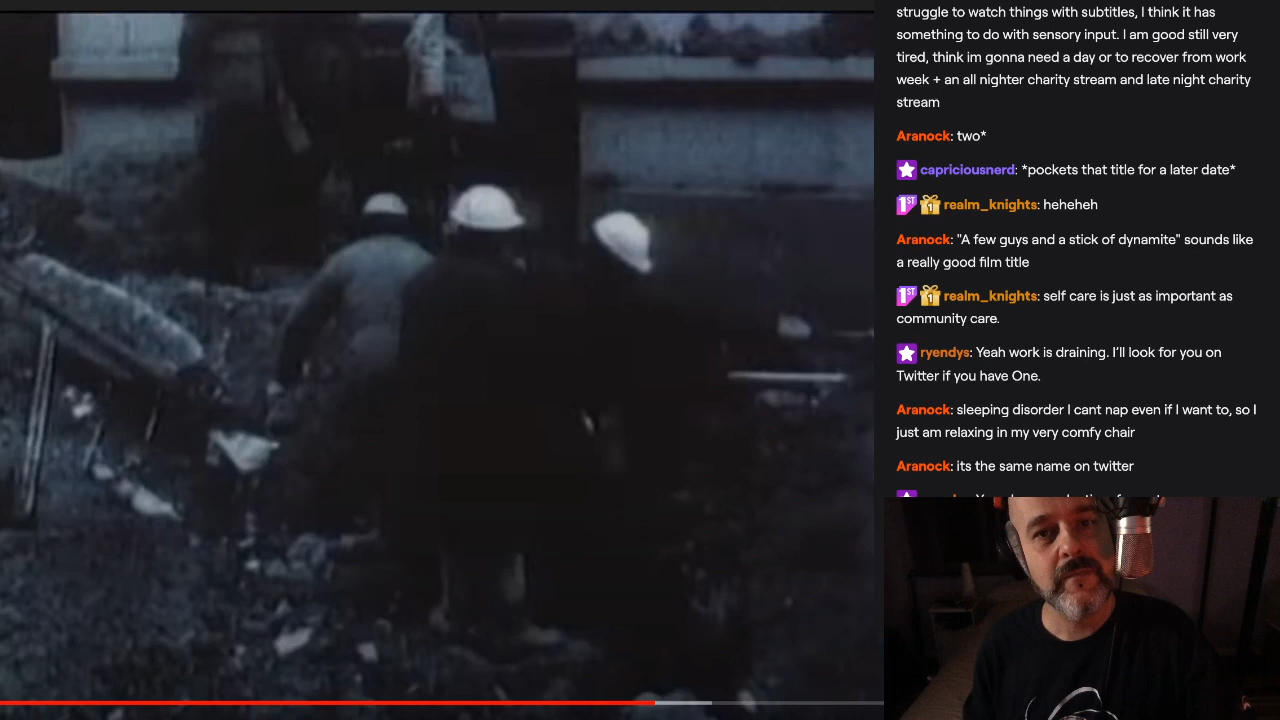 struggle to watch things with subtitles, I think it has
something to do with sensory input. I am good still very
tired, think im gonna need a day or to recover from work
week + an all nighter charity stream and late night charity
stream
Aranock: two*
capriciousnerd: *pockets that title for a later date*
1ST 1 realm_knights: heheheh
Aranock: "A few guys and a stick of dynamite" sounds like
a really good film title
1ST 1 realm_knights: self care is just as important as
community care.
ryendys: Yeah work is draining. I'll look for you on
Twitter if you have One.
Aranock: sleeping disorder I cant nap even if I want to, so I
just am relaxing in my very comfy chair
Aranock: its the same name on twitter